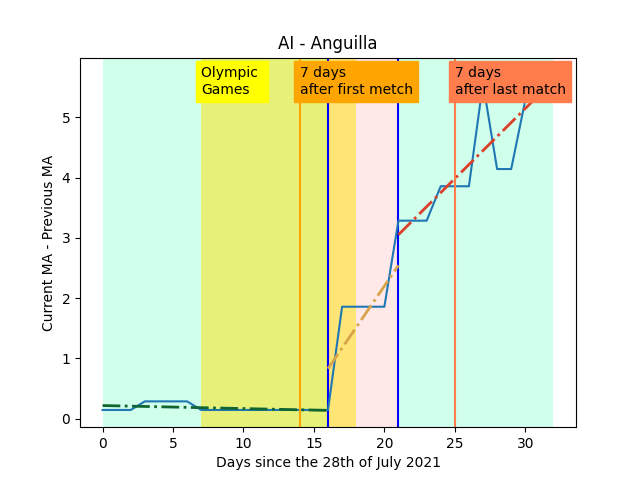 AI - Anguilla
Olympic
Games
7 days
after first metch
7 days
after last match
Current MA - Previous MA
5
4
3
2
1
0
0 5 10 15 20 25 30
Days since the 28th of July 2021